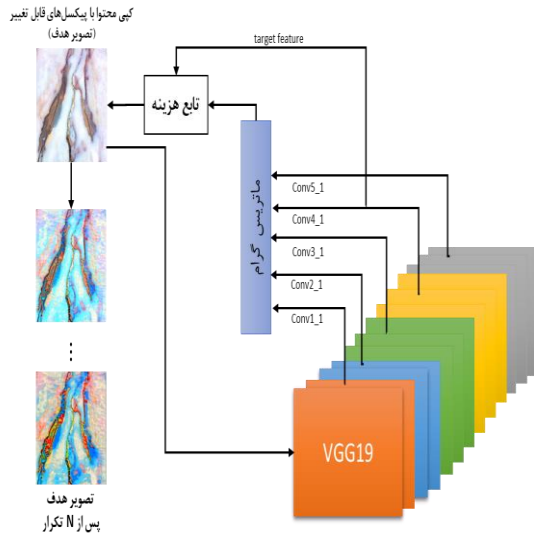 کپی محتوا با پیکسل‌های قابل تغییر
(تصویر هدف)
target feature
تابع هزینه
ماتریس گرام
Conv5_1
Conv4_1
Conv3_1
Conv2_1
Conv1_1
VGG19
تصویر هدف
پس از N تکرار